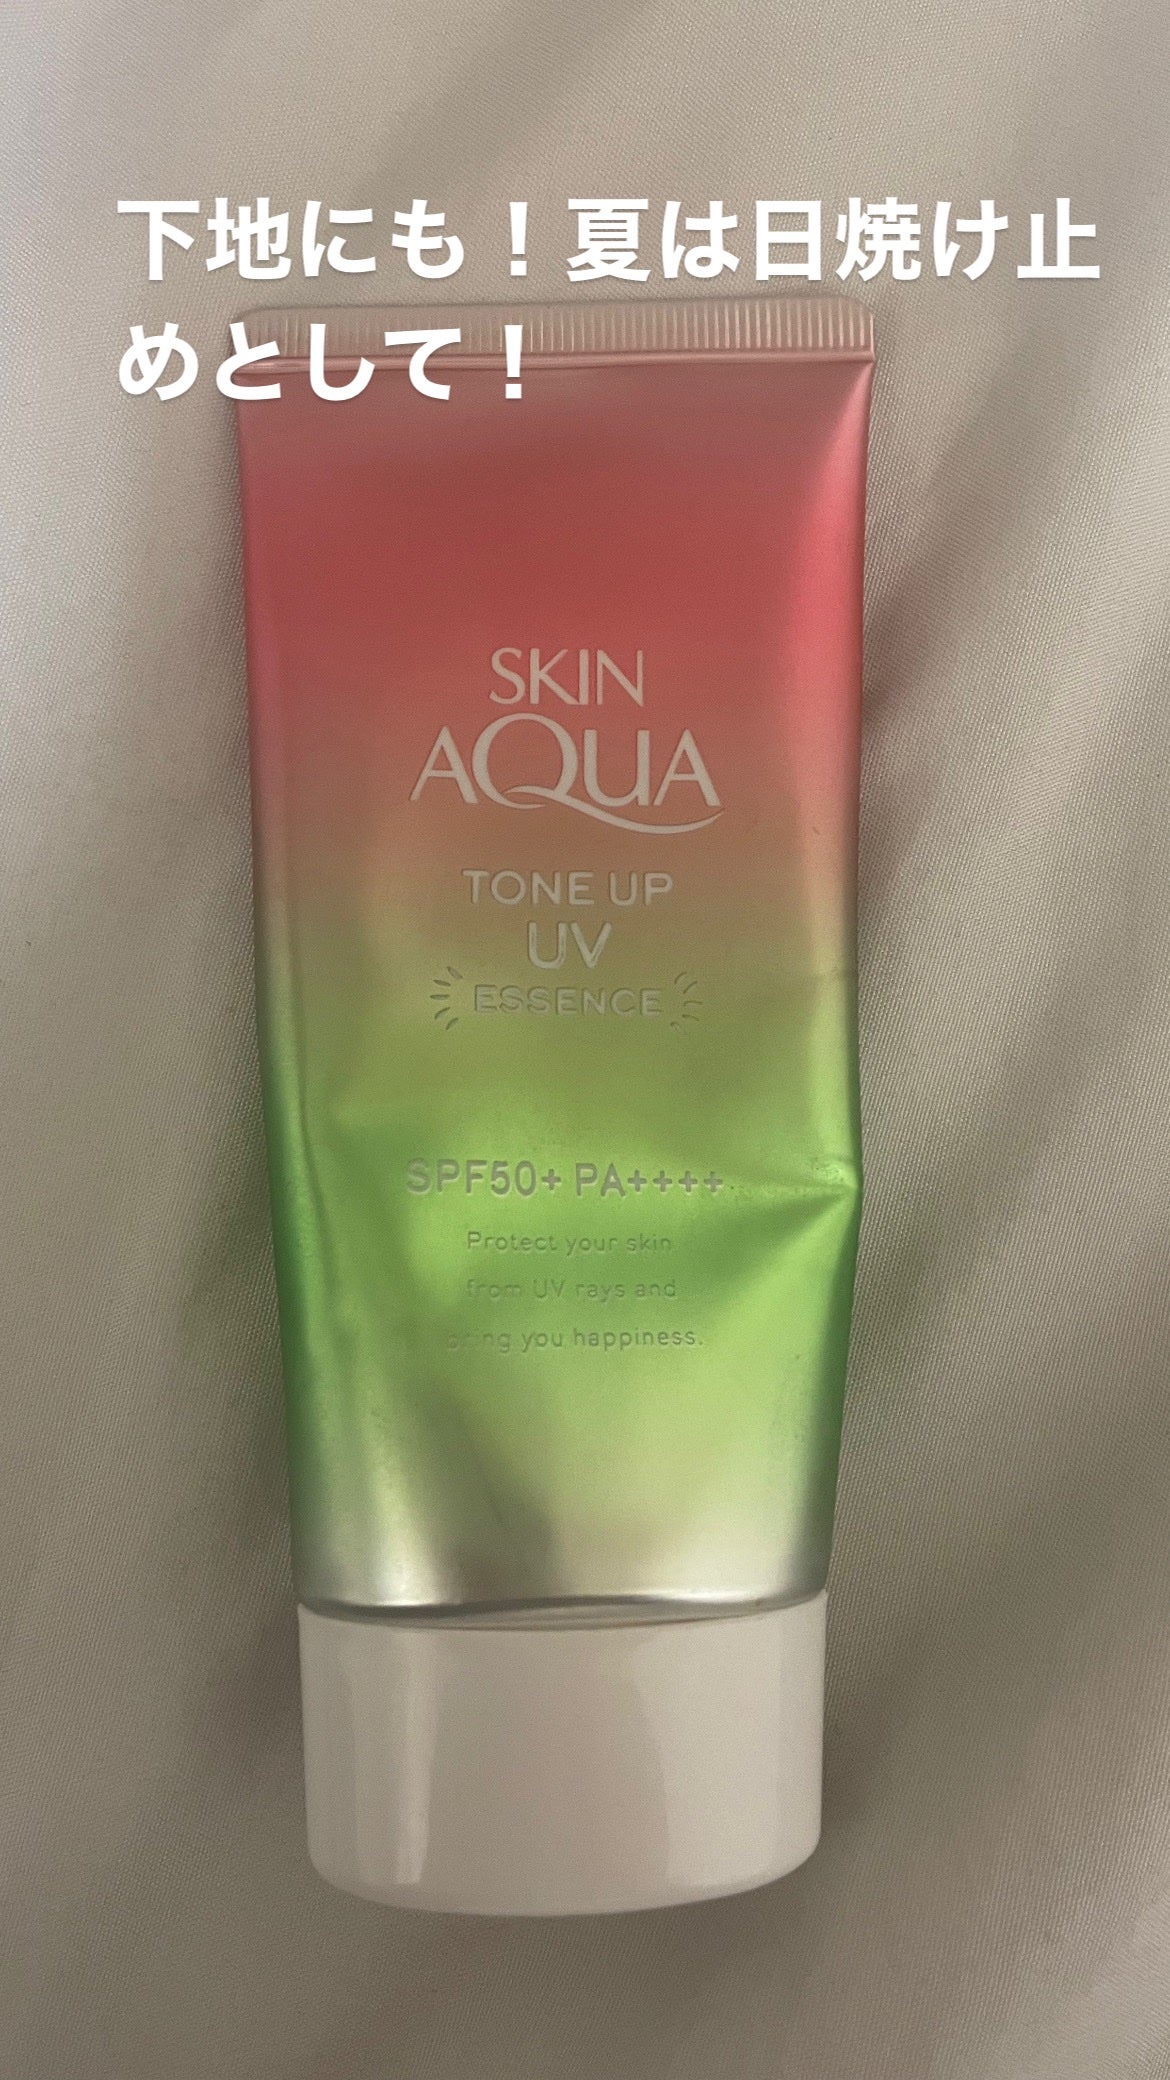 下地にも！夏は日焼け止
めとして！
SKIN
AQUA
TONE UP
UV
ESSENCE
SPF50+ PA++++
Protect your skin
from UV rays and
bring you happiness.